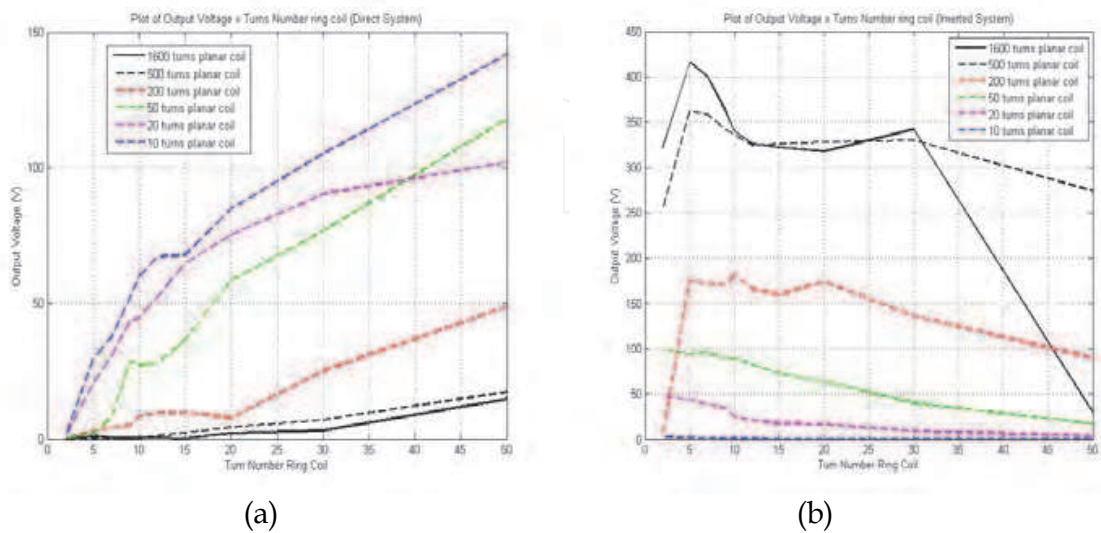 Plot of Output Voltage x Turns Number ring coil (Direct System)
150
100
50
0
Output Voltage (V)
1600 turns planar coil
500 turns planar coil
200 turns planar coil
50 turns planar coil
20 turns planar coil
10 turns planar coil
0 5 10 15 20 25 30 35 40 45 50
Turn Number Ring Coil
(a)
Plot of Output Voltage x Turns Number ring coil (Inverted System)
450
400
350
300
250
200
150
100
50
0
Output Voltage (V)
1600 turns planar coil
500 turns planar coil
200 turns planar coil
50 turns planar coil
20 turns planar coil
10 turns planar coil
0 5 10 15 20 25 30 35 40 45 50
Turn Number Ring Coil
(b)